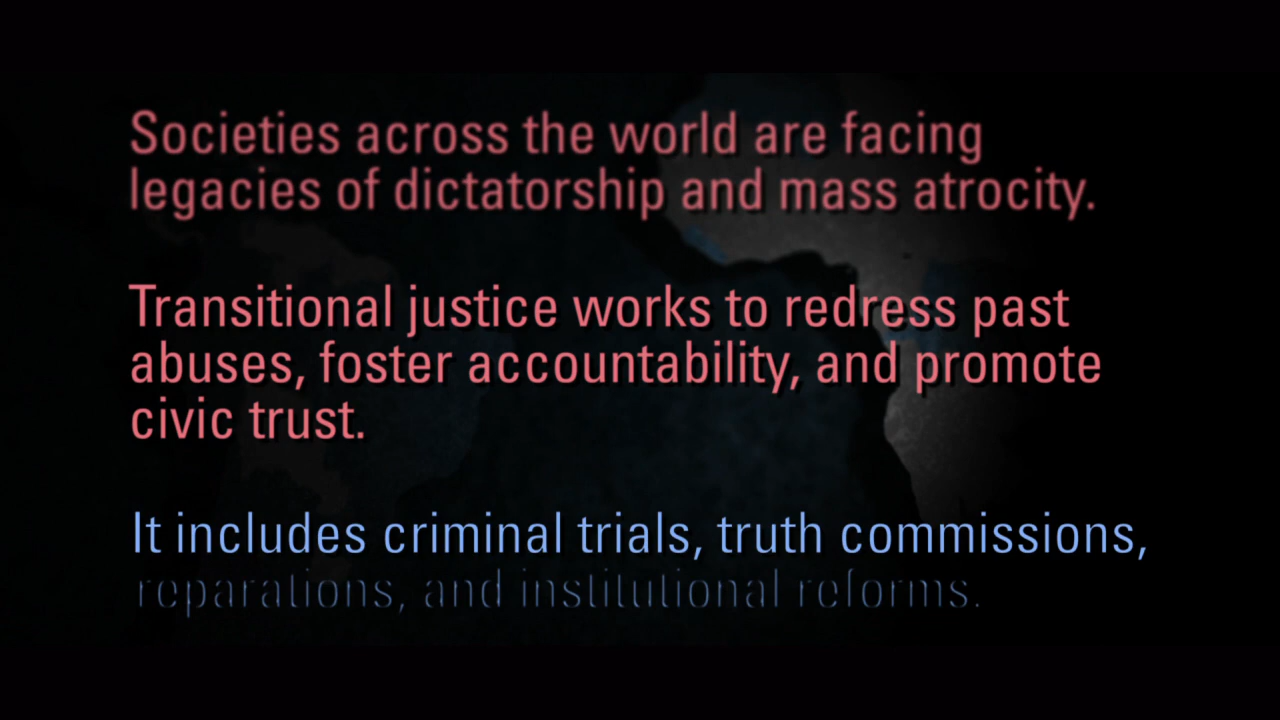 Societies across the world are facing
legacies of dictatorship and mass atrocity.
Transitional justice works to redress past
abuses, foster accountability, and promote
civic trust.
It includes criminal trials, truth commissions,
reparations, and institutional reforms.